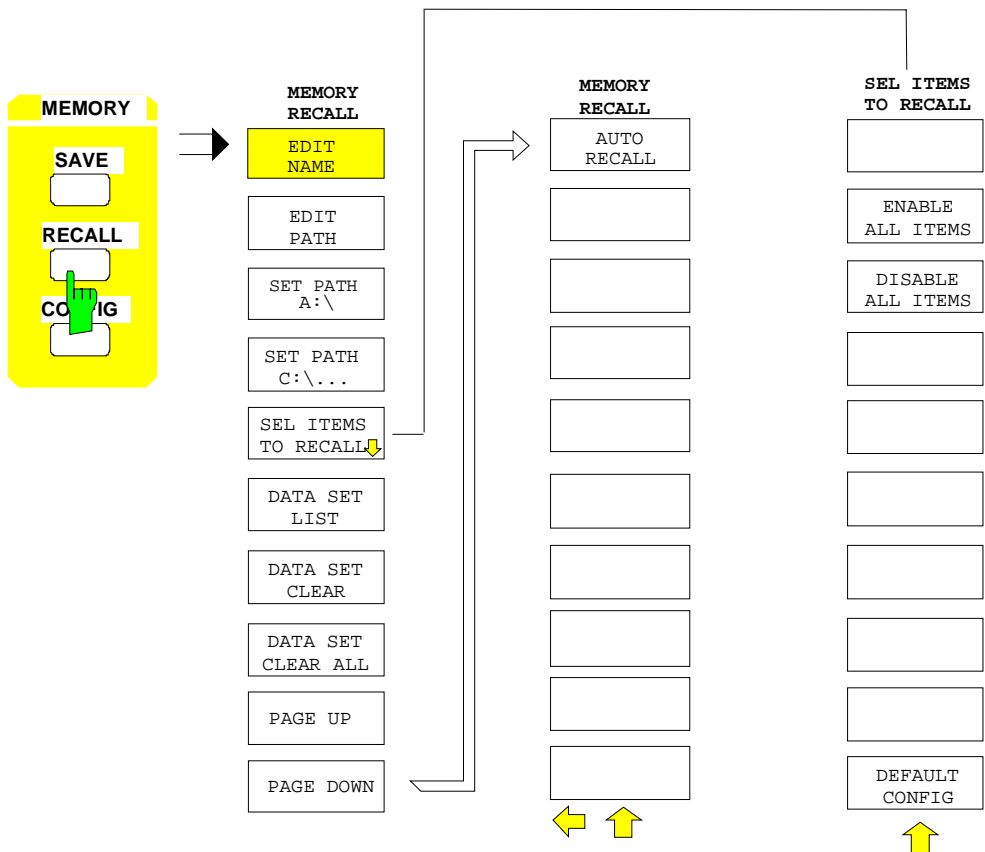 MEMORY
SAVE
RECALL
CO IG
MEMORY
RECALL
EDIT
NAME
EDIT
PATH
SET PATH
A:\
SET PATH
C:\...
SEL ITEMS
TO RECALL
DATA SET
LIST
DATA SET
CLEAR
DATA SET
CLEAR ALL
PAGE UP
PAGE DOWN
MEMORY
RECALL
AUTO
RECALL
SEL ITEMS
TO RECALL
ENABLE
ALL ITEMS
DISABLE
ALL ITEMS
DEFAULT
CONFIG